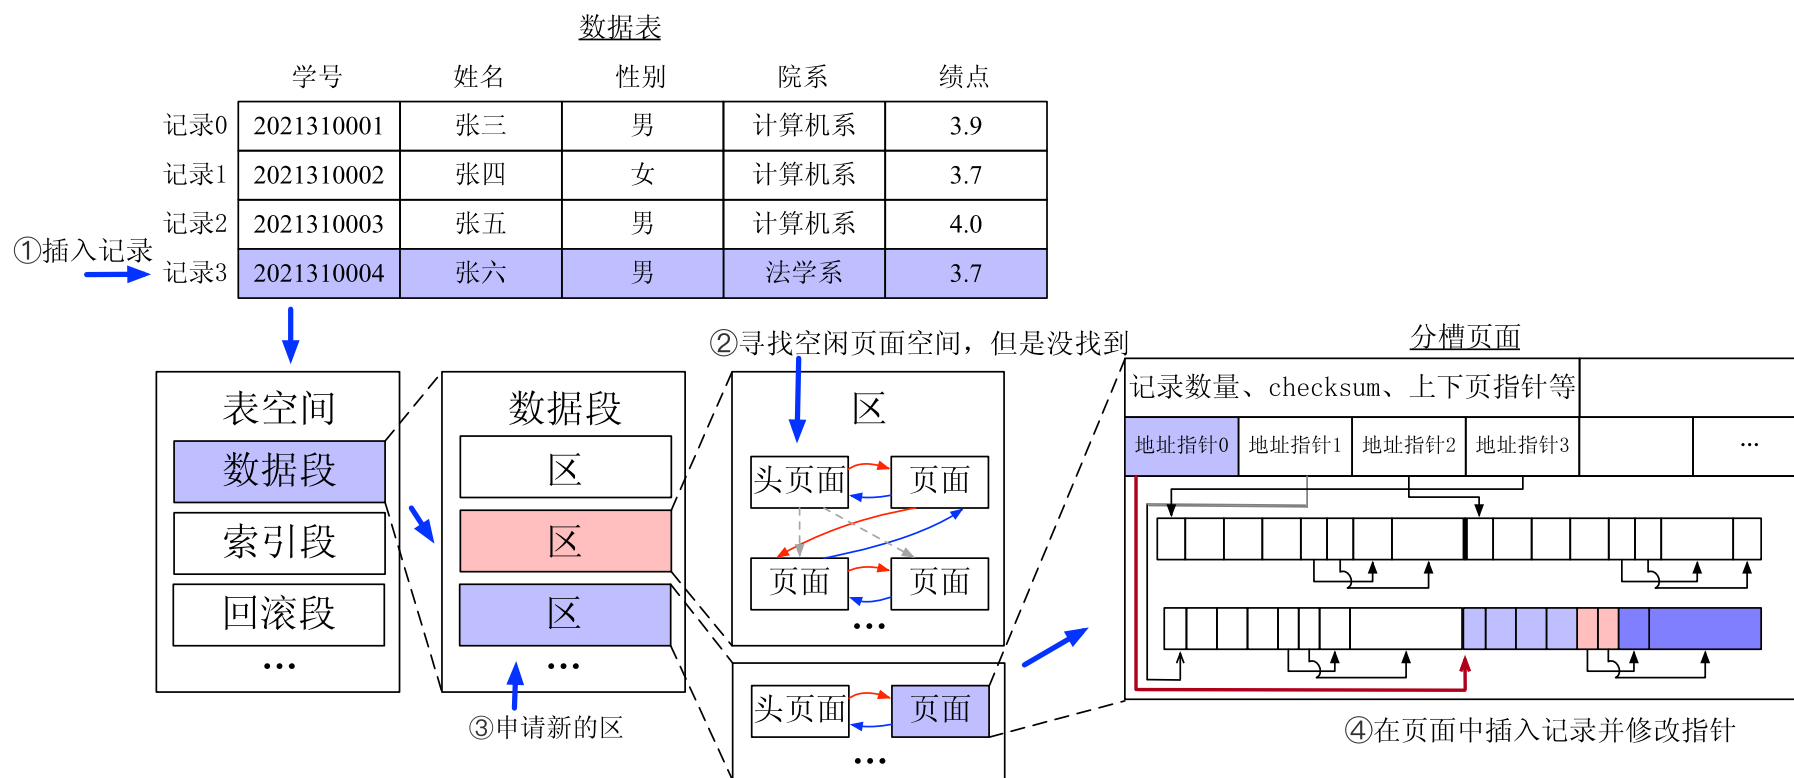 数据表
学号 姓名 性别 院系 绩点
记录0 2021310001 张三 男 计算机系 3.9
记录1 2021310002 张四 女 计算机系 3.7
记录2 2021310003 张五 男 计算机系 4.0
①插入记录
记录3 2021310004 张六 男 法学系 3.7
②寻找空闲页面空间，但是没找到
分槽页面
表空间
数据段
索引段
回滚段
...
数据段
区
区
区
...
③申请新的区
区
头页面 页面
页面 页面
...
头页面 页面
...
记录数量、checksum、上下页指针等
地址指针0 地址指针1 地址指针2 地址指针3 ...
④在页面中插入记录并修改指针